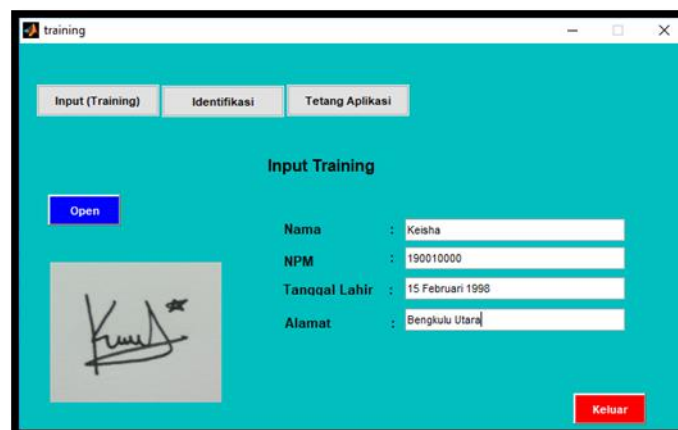 training
Input (Training) Identifikasi Tetang Aplikasi
Input Training
Open
Nama : Keisha
NPM : 190010000
Tanggal Lahir : 15 Februari 1998
Alamat : Bengkulu Utara
Keluar